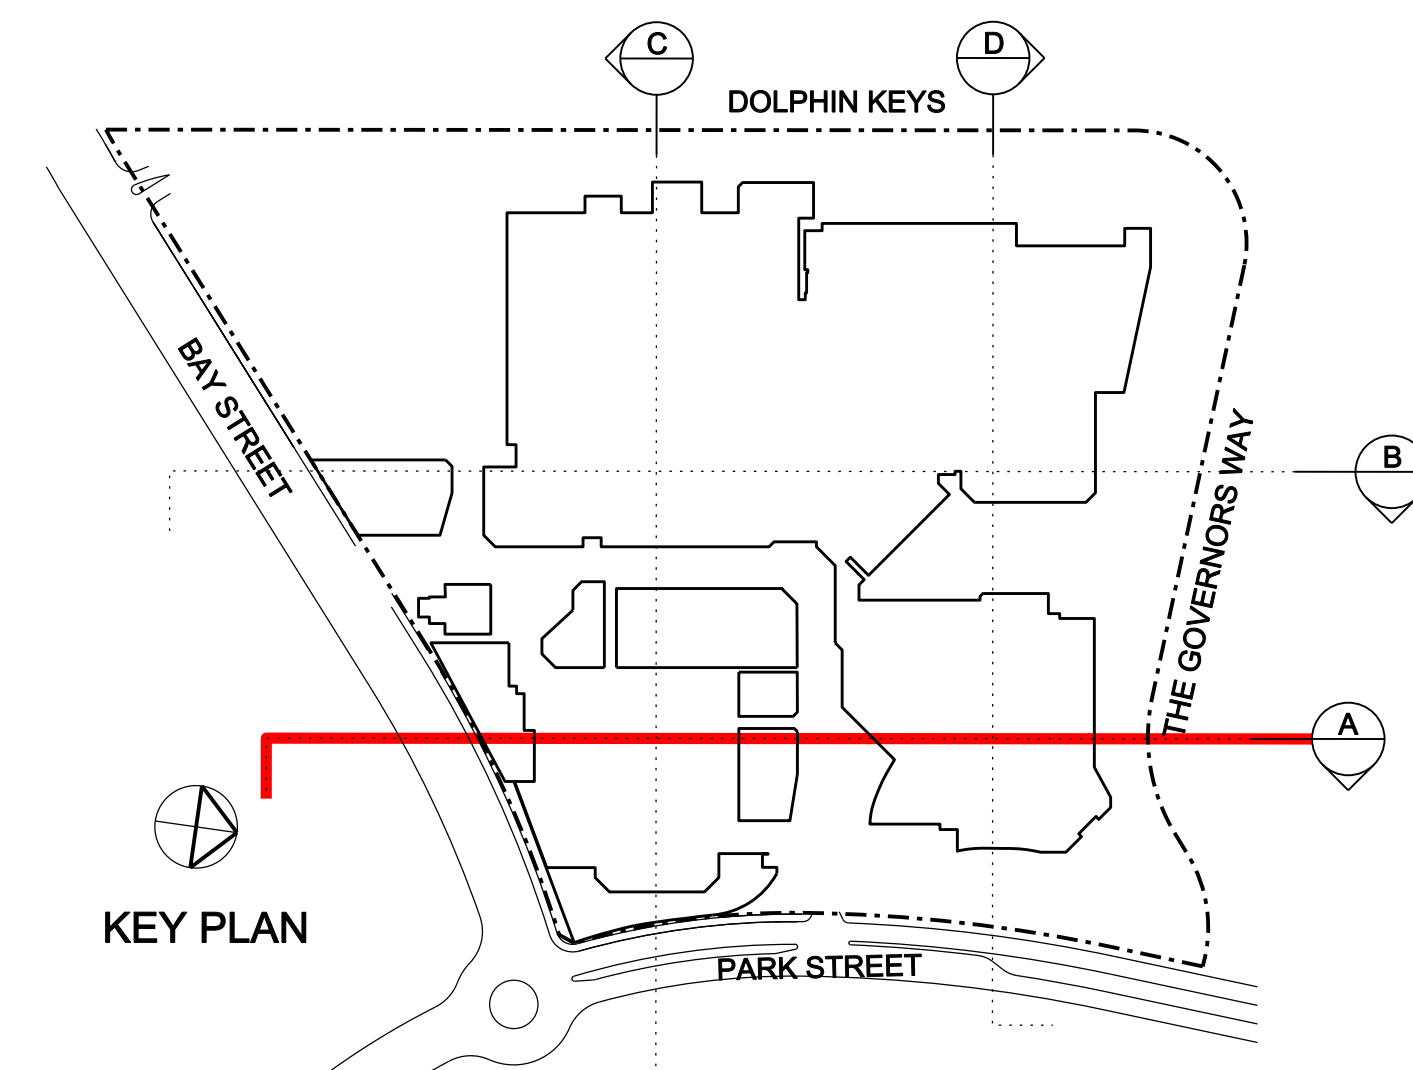 C
D
DOLPHIN KEYS
BAY STREET
B
THE GOVERNORS WAY
A
KEY PLAN
PARK STREET